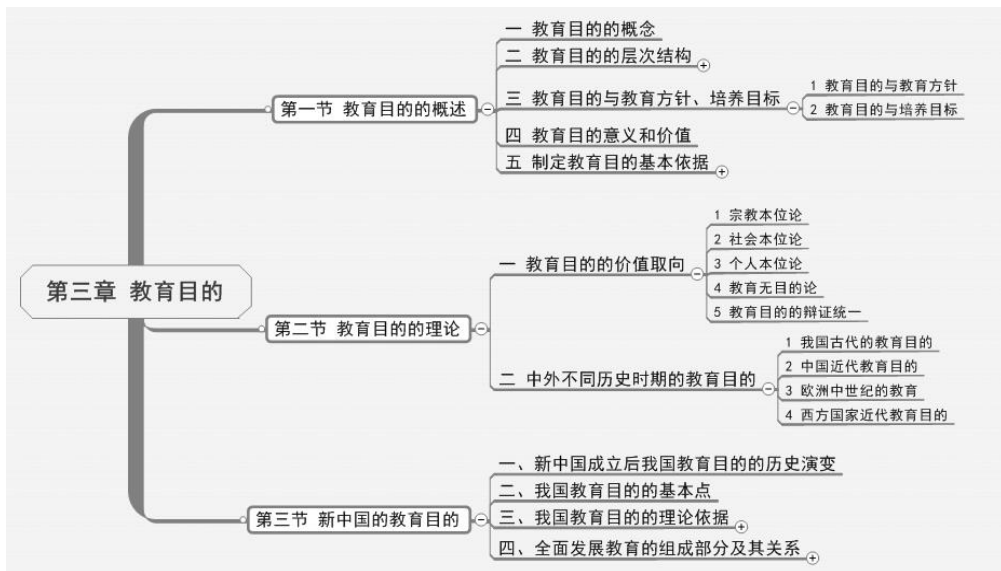 第三章 教育目的
第一节 教育目的的概述
一 教育目的的概念
二 教育目的的层次结构
三 教育目的与教育方针、培养目标
1 教育目的与教育方针
2 教育目的与培养目标
四 教育目的意义和价值
五 制定教育目的基本依据
第二节 教育目的的理论
一 教育目的的价值取向
1 宗教本位论
2 社会本位论
3 个人本位论
4 教育无目的论
5 教育目的的辩证统一
二 中外不同历史时期的教育目的
1 我国古代的教育目的
2 中国近代教育目的
3 欧洲中世纪的教育
4 西方国家近代教育目的
第三节 新中国的教育目的
一、新中国成立后我国教育目的的历史演变
二、我国教育目的的基本点
三、我国教育目的的理论依据
四、全面发展教育的组成部分及其关系